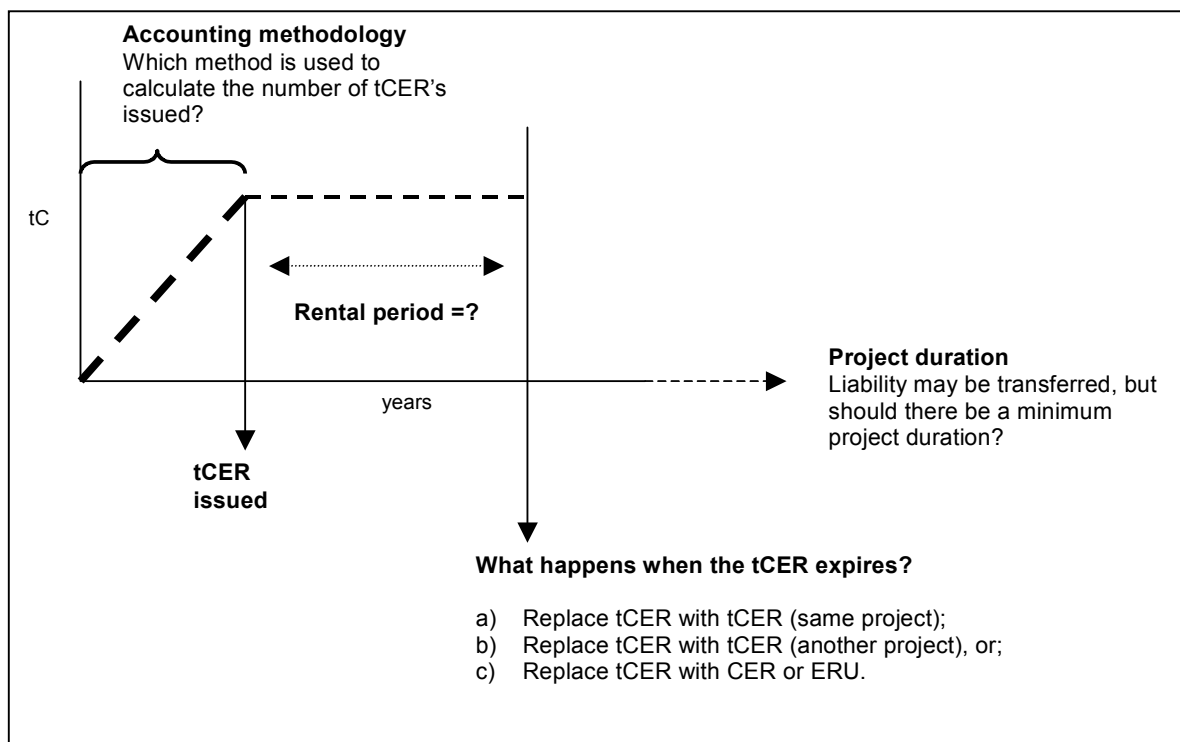 Accounting methodology
Which method is used to
calculate the number of tCER’s
issued?
tC
Rental period =?
Project duration
Liability may be transferred, but
should there be a minimum
project duration?
years
tCER
issued
What happens when the tCER expires?
a) Replace tCER with tCER (same project);
b) Replace tCER with tCER (another project), or;
c) Replace tCER with CER or ERU.